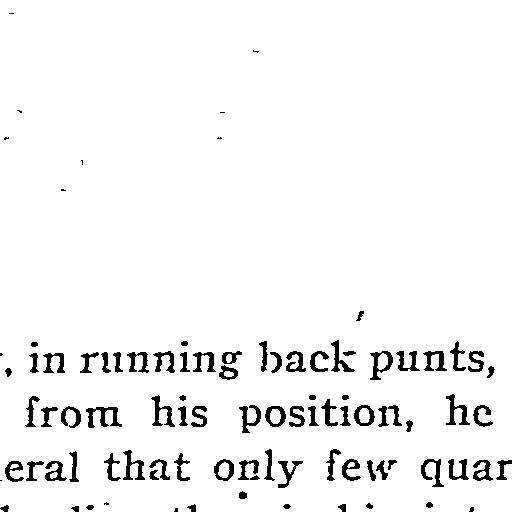 , in running back punts,
from his position, he
eral that only few quar